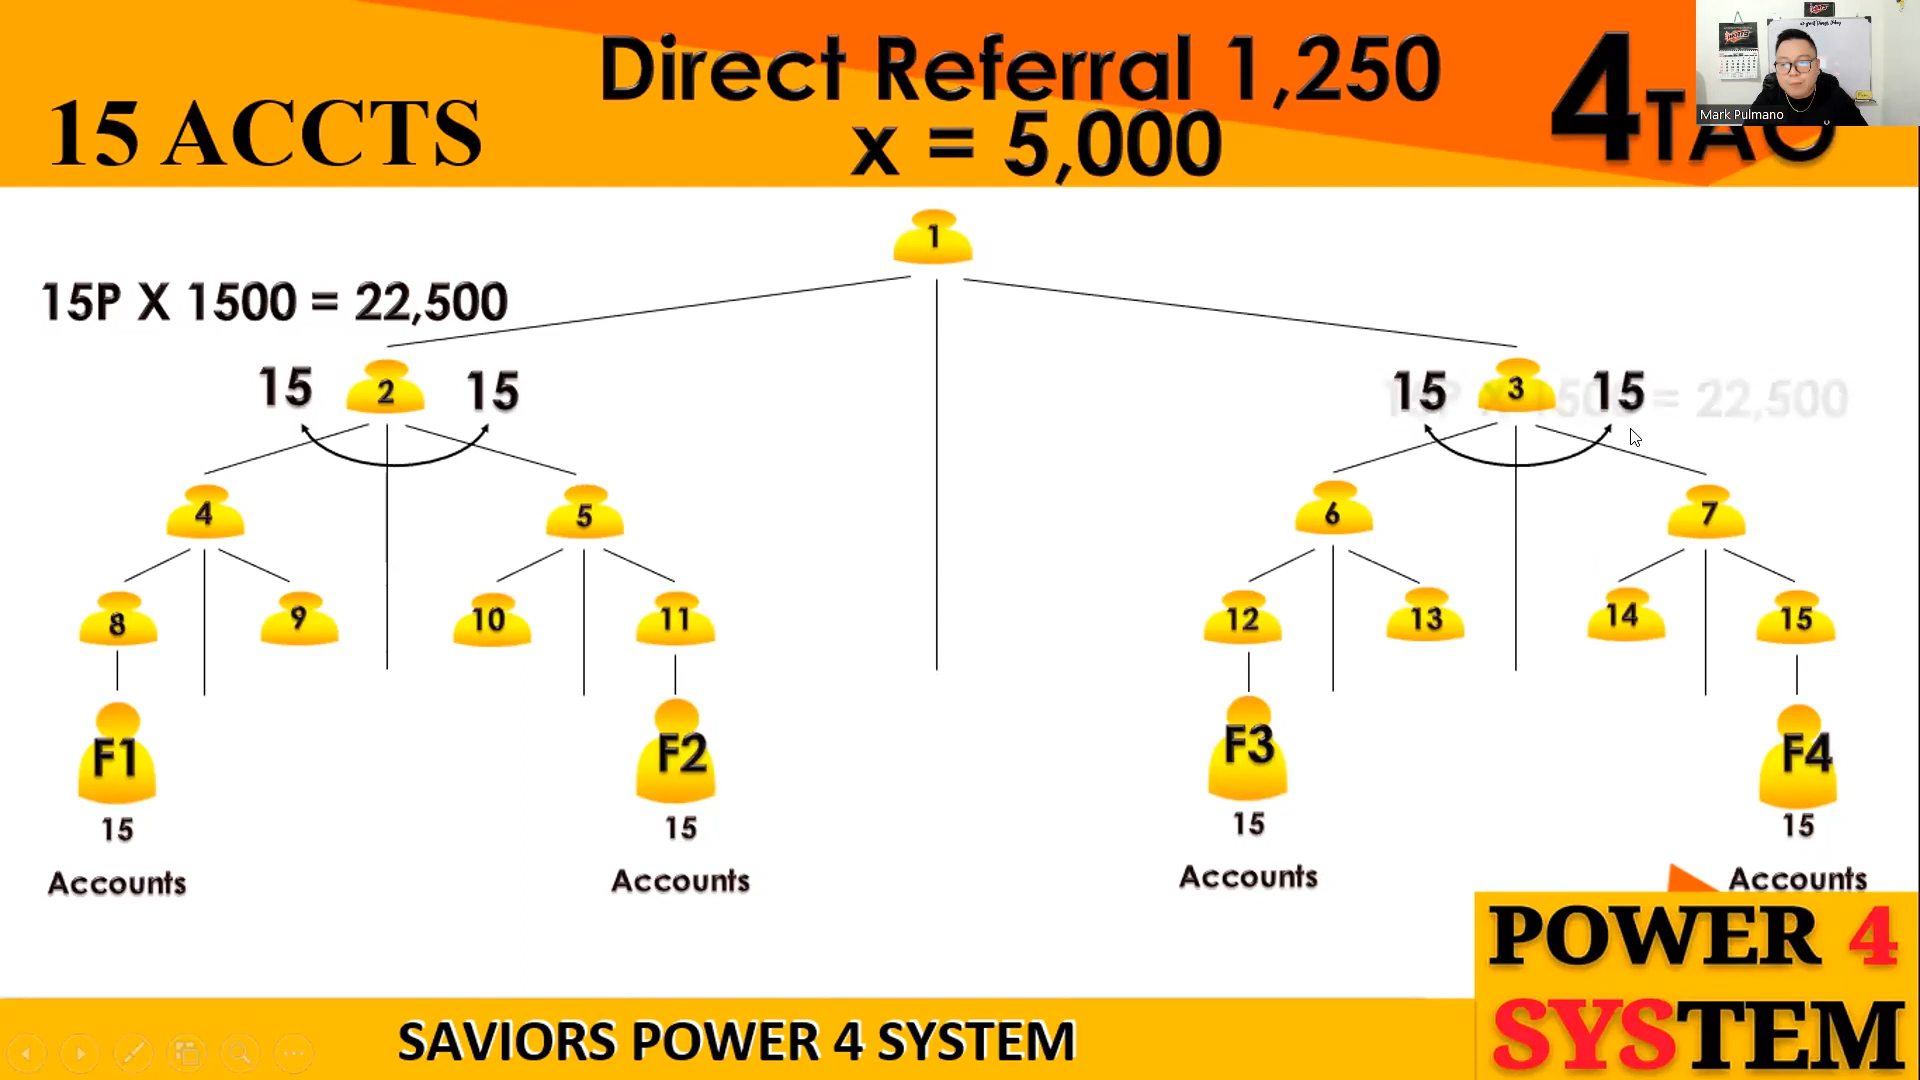 15 ACCTS
Direct Referral 1,250
x = 5,000
4TAO
Mark Pulmano
1
15P X 1500 = 22,500
15 2 15
15 3 15
15P X 1500 = 22,500
4 5 6 7
8 9 10 11 12 13 14 15
F1 F2 F3 F4
15 15 15 15
Accounts Accounts Accounts Accounts
POWER 4
SYSTEM
SAVIORS POWER 4 SYSTEM